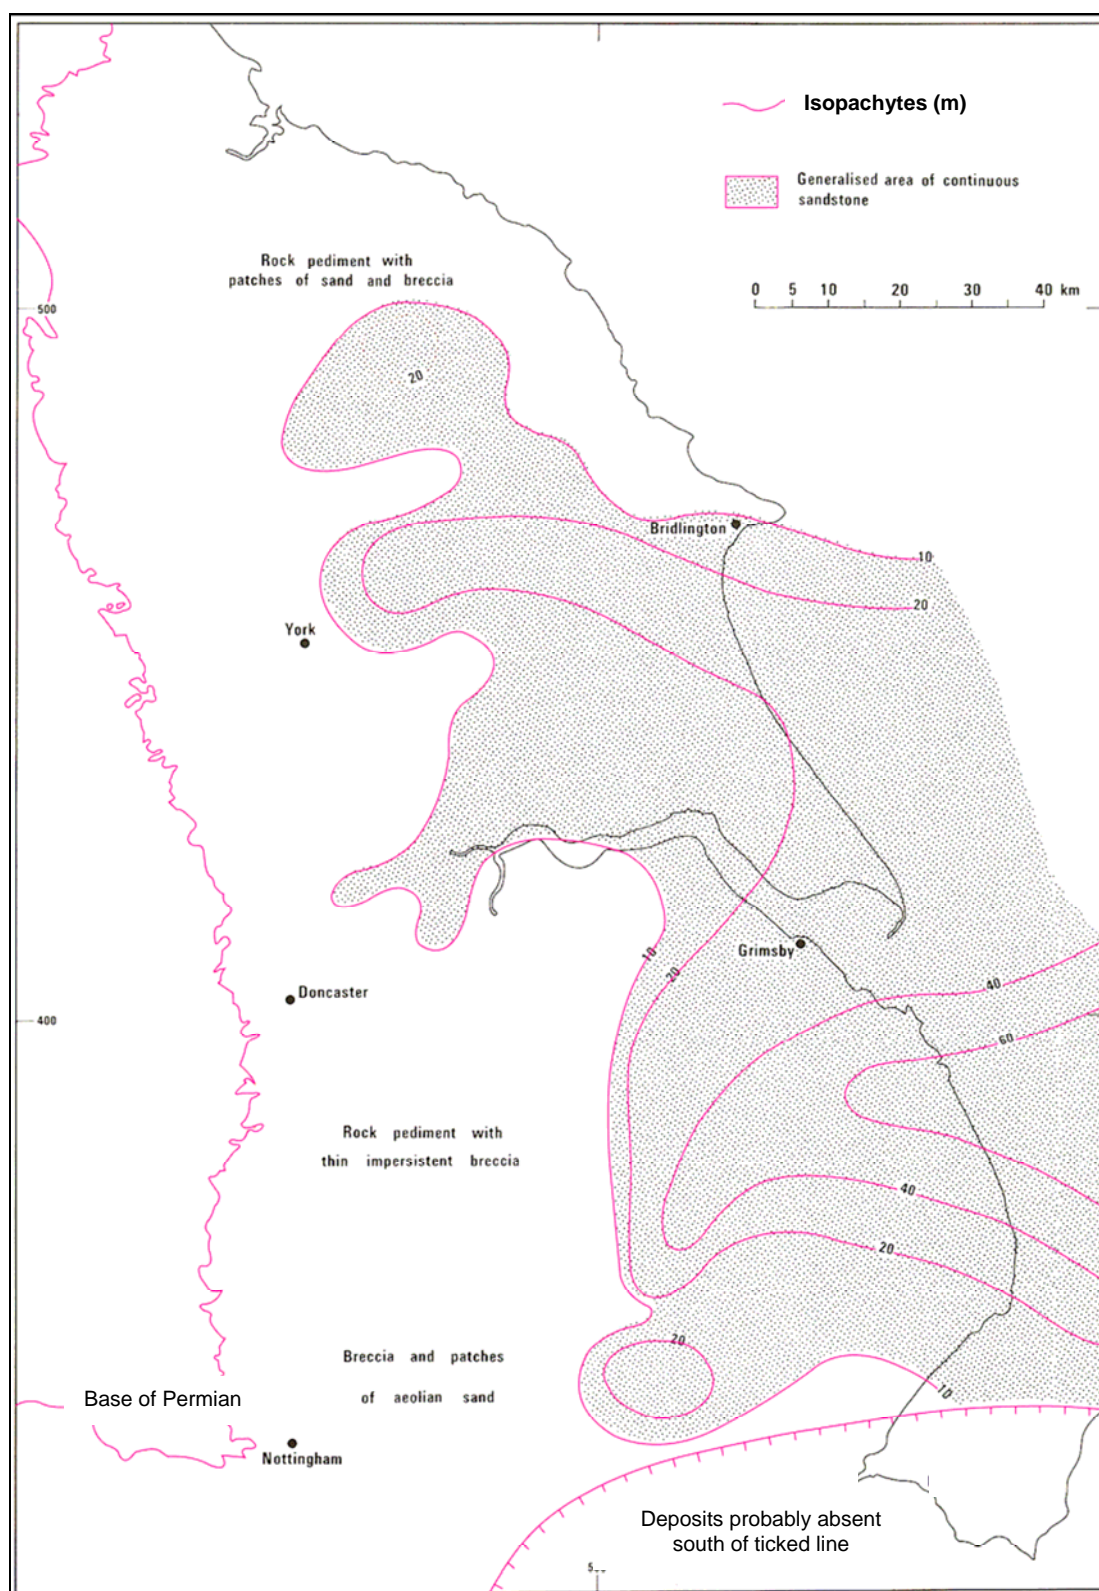 Isopachytes (m)
Generalised area of continuous
sandstone
Rock pediment with
patches of sand and breccia
0 5 10 20 30 40 km
500
20
Bridlington
10
20
York
10
20
Grimsby
40
Doncaster
400
60
Rock pediment with
thin impersistent breccia
40
20
20
Breccia and patches
of aeolian sand
10
Base of Permian
Nottingham
Deposits probably absent
south of ticked line